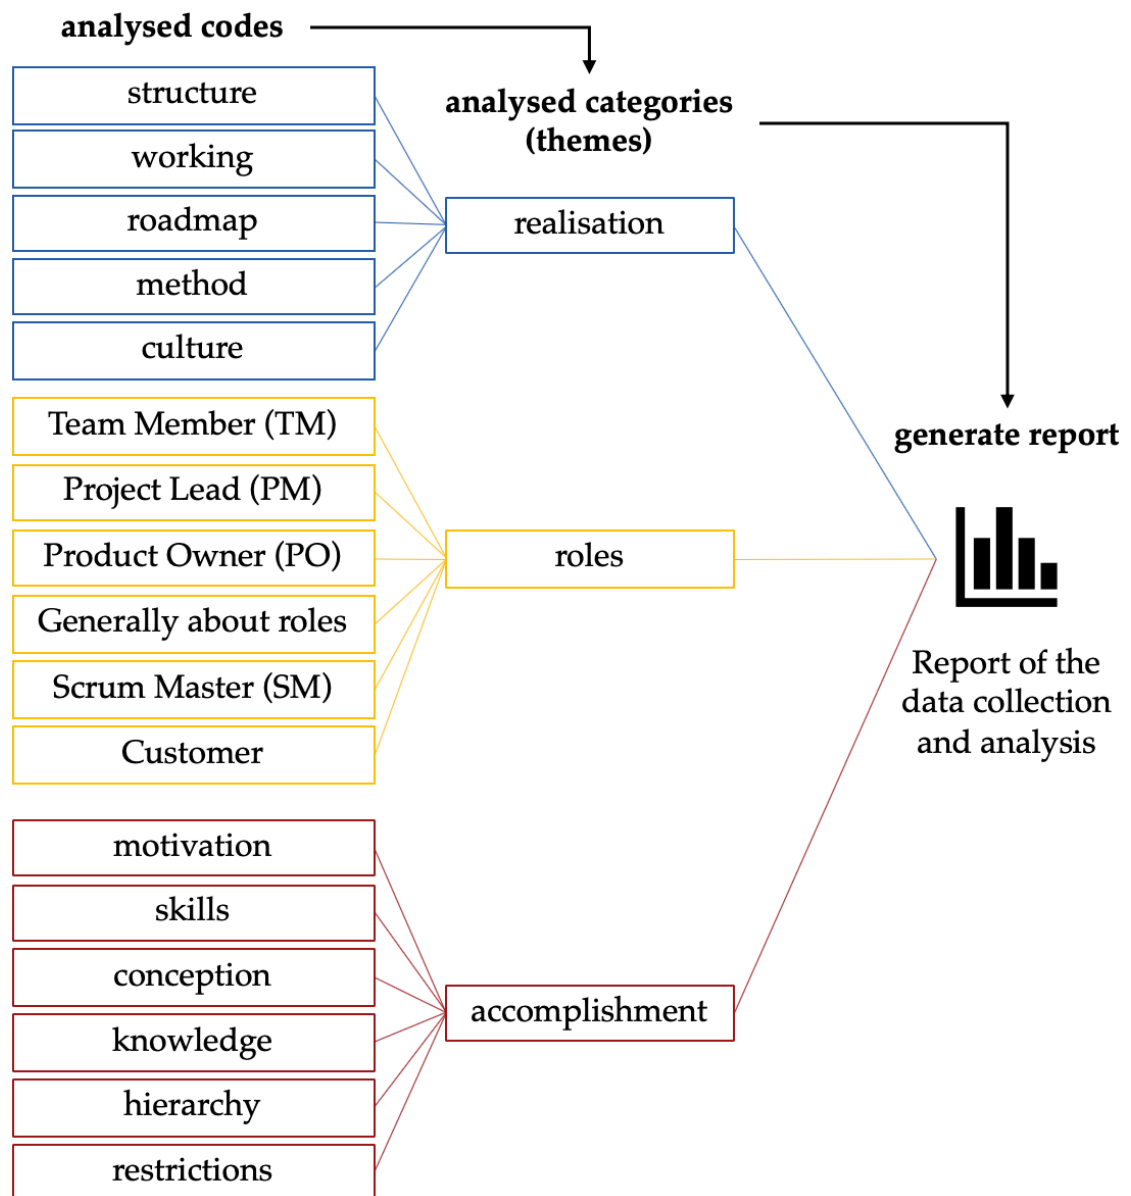 analysed codes
structure
working
roadmap
method
culture
Team Member (TM)
Project Lead (PM)
Product Owner (PO)
Generally about roles
Scrum Master (SM)
Customer
motivation
skills
conception
knowledge
hierarchy
restrictions
analysed categories
(themes)
realisation
roles
accomplishment
generate report
Report of the
data collection
and analysis